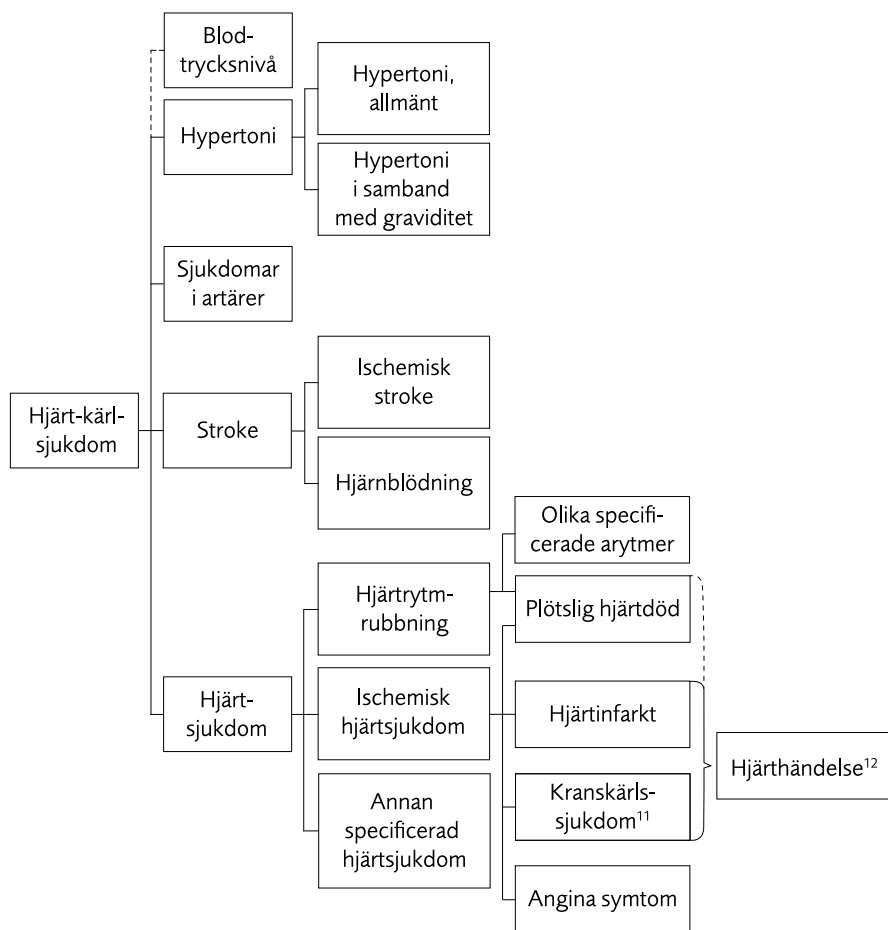 Blod-
trycksnivå
Hypertoni,
allmänt
Hypertoni
Hypertoni
i samband
med graviditet
Sjukdomar
i artärer
Ischemisk
stroke
Hjärt-kärl-
sjukdom
Stroke
Hjärnblödning
Olika specifi-
cerade arytmer
Hjärtrytm-
rubbning
Plötslig hjärtdöd
Hjärt-
sjukdom
Ischemisk
hjärtsjukdom
Hjärtinfarkt
Hjärthändelse¹²
Kranskärls-
sjukdom¹¹
Annan
specificerad
hjärtsjukdom
Angina symtom